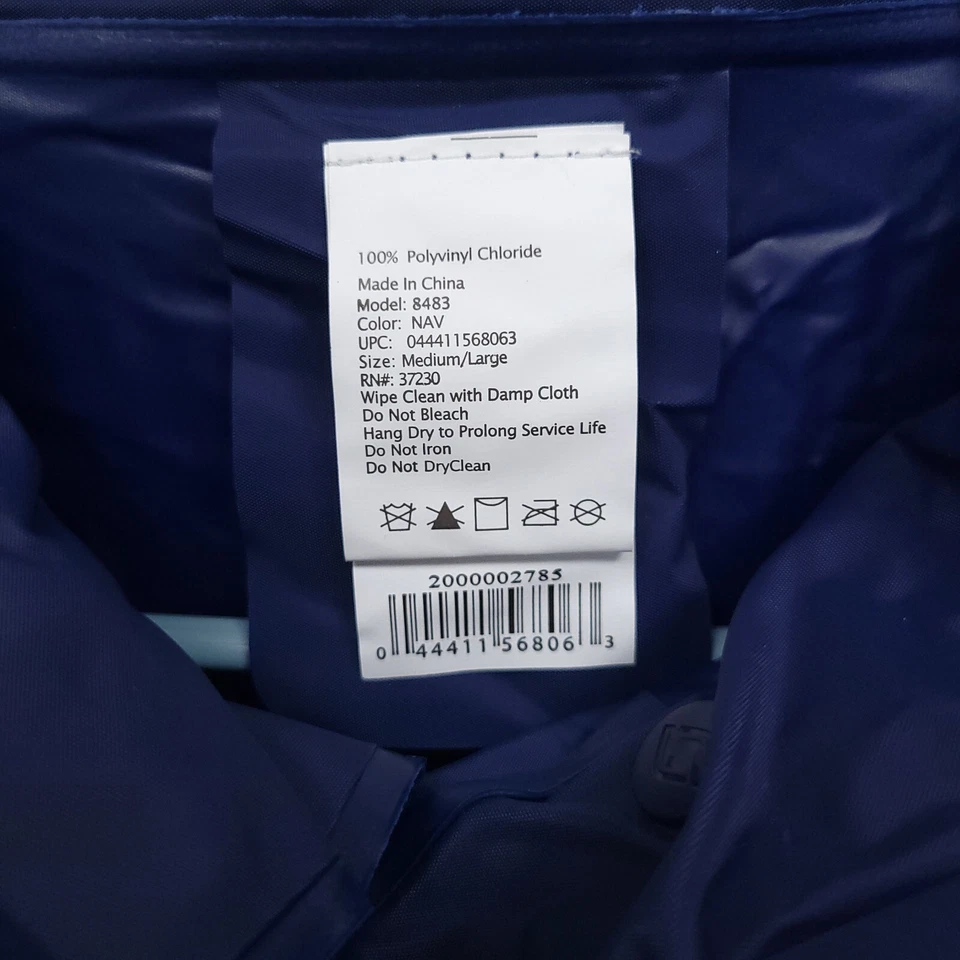 100% Polyvinyl Chloride
Made In China
Model: 8483
Color: NAV
UPC: 044411568063
Size: Medium/Large
RN#: 37230
Wipe Clean with Damp Cloth
Do Not Bleach
Hang Dry to Prolong Service Life
Do Not Iron
Do Not DryClean
2000002785
0 44411 56806 3